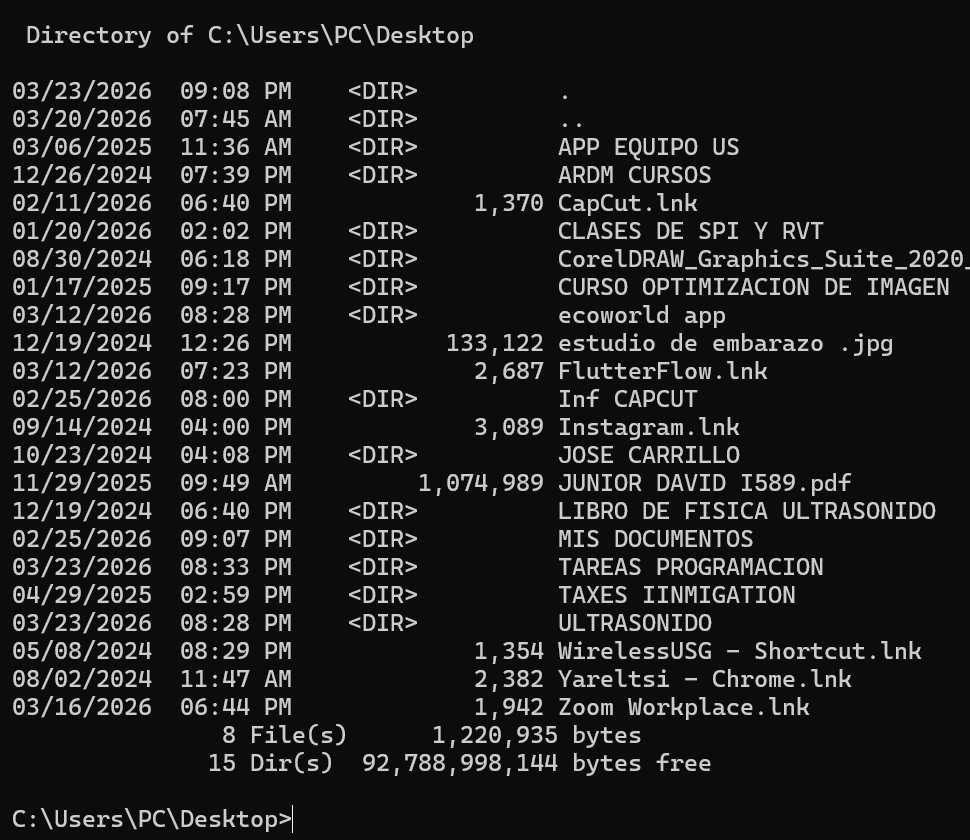 Directory of C:\Users\PC\Desktop
03/23/2026  09:08 PM    <DIR>          .
03/20/2026  07:45 AM    <DIR>          ..
03/06/2025  11:36 AM    <DIR>          APP EQUIPO US
12/26/2024  07:39 PM    <DIR>          ARDM CURSOS
02/11/2026  06:40 PM             1,370 CapCut.lnk
01/20/2026  02:02 PM    <DIR>          CLASES DE SPI Y RVT
08/30/2024  06:18 PM    <DIR>          CorelDRAW_Graphics_Suite_2020_
01/17/2025  09:17 PM    <DIR>          CURSO OPTIMIZACION DE IMAGEN
03/12/2026  08:28 PM    <DIR>          ecoworld app
12/19/2024  12:26 PM           133,122 estudio de embarazo .jpg
03/12/2026  07:23 PM             2,687 FlutterFlow.lnk
02/25/2026  08:00 PM    <DIR>          Inf CAPCUT
09/14/2024  04:00 PM             3,089 Instagram.lnk
10/23/2024  04:08 PM    <DIR>          JOSE CARRILLO
11/29/2025  09:49 AM         1,074,989 JUNIOR DAVID I589.pdf
12/19/2024  06:40 PM    <DIR>          LIBRO DE FISICA ULTRASONIDO
02/25/2026  09:07 PM    <DIR>          MIS DOCUMENTOS
03/23/2026  08:33 PM    <DIR>          TAREAS PROGRAMACION
04/29/2025  02:59 PM    <DIR>          TAXES IINMIGATION
03/23/2026  08:28 PM    <DIR>          ULTRASONIDO
05/08/2024  08:29 PM             1,354 WirelessUSG - Shortcut.lnk
08/02/2024  11:47 AM             2,382 Yareltsi - Chrome.lnk
03/16/2026  06:44 PM             1,942 Zoom Workplace.lnk
8 File(s)      1,220,935 bytes
15 Dir(s)  92,788,998,144 bytes free
C:\Users\PC\Desktop>